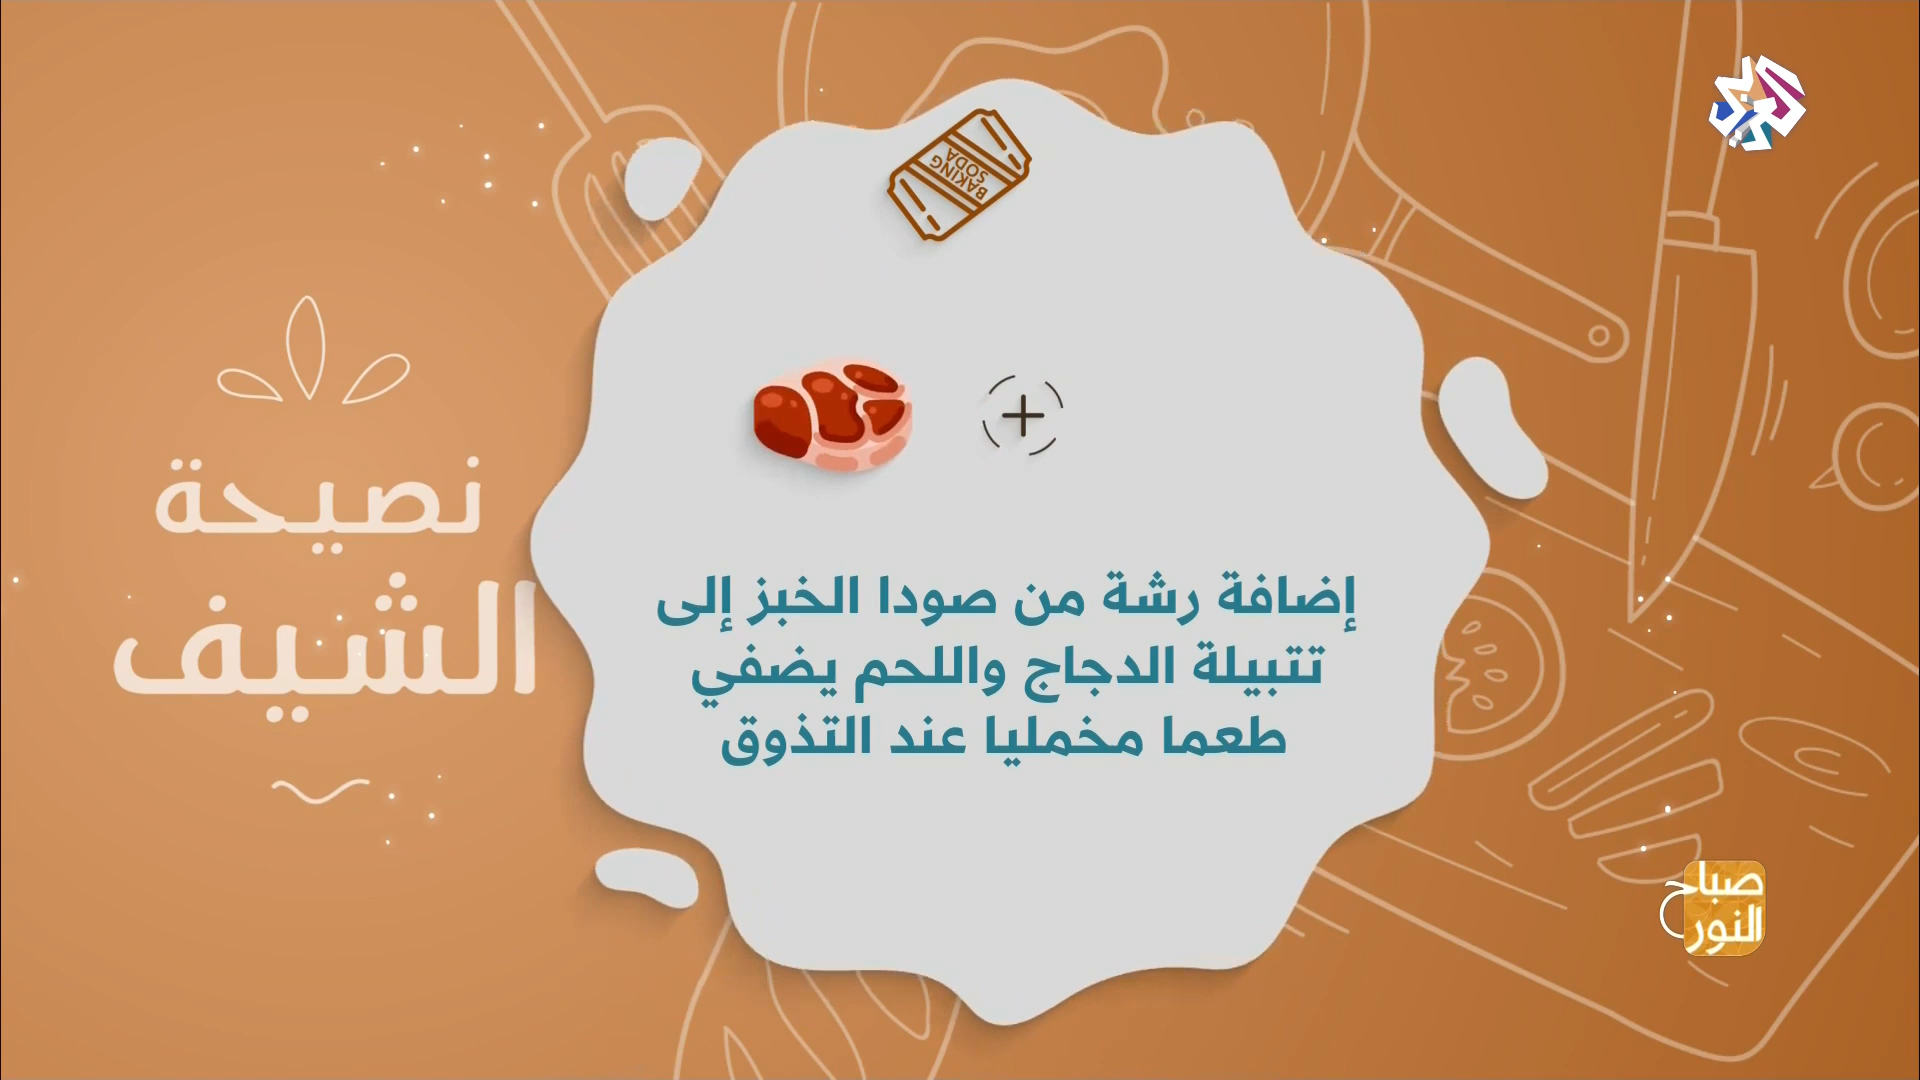 BAKING
SODA
نصيحة
الشيف
إضافة رشة من صودا الخبز إلى
تتبيلة الدجاج واللحم يضفي
طعما مخمليا عند التذوق
صباح
النور